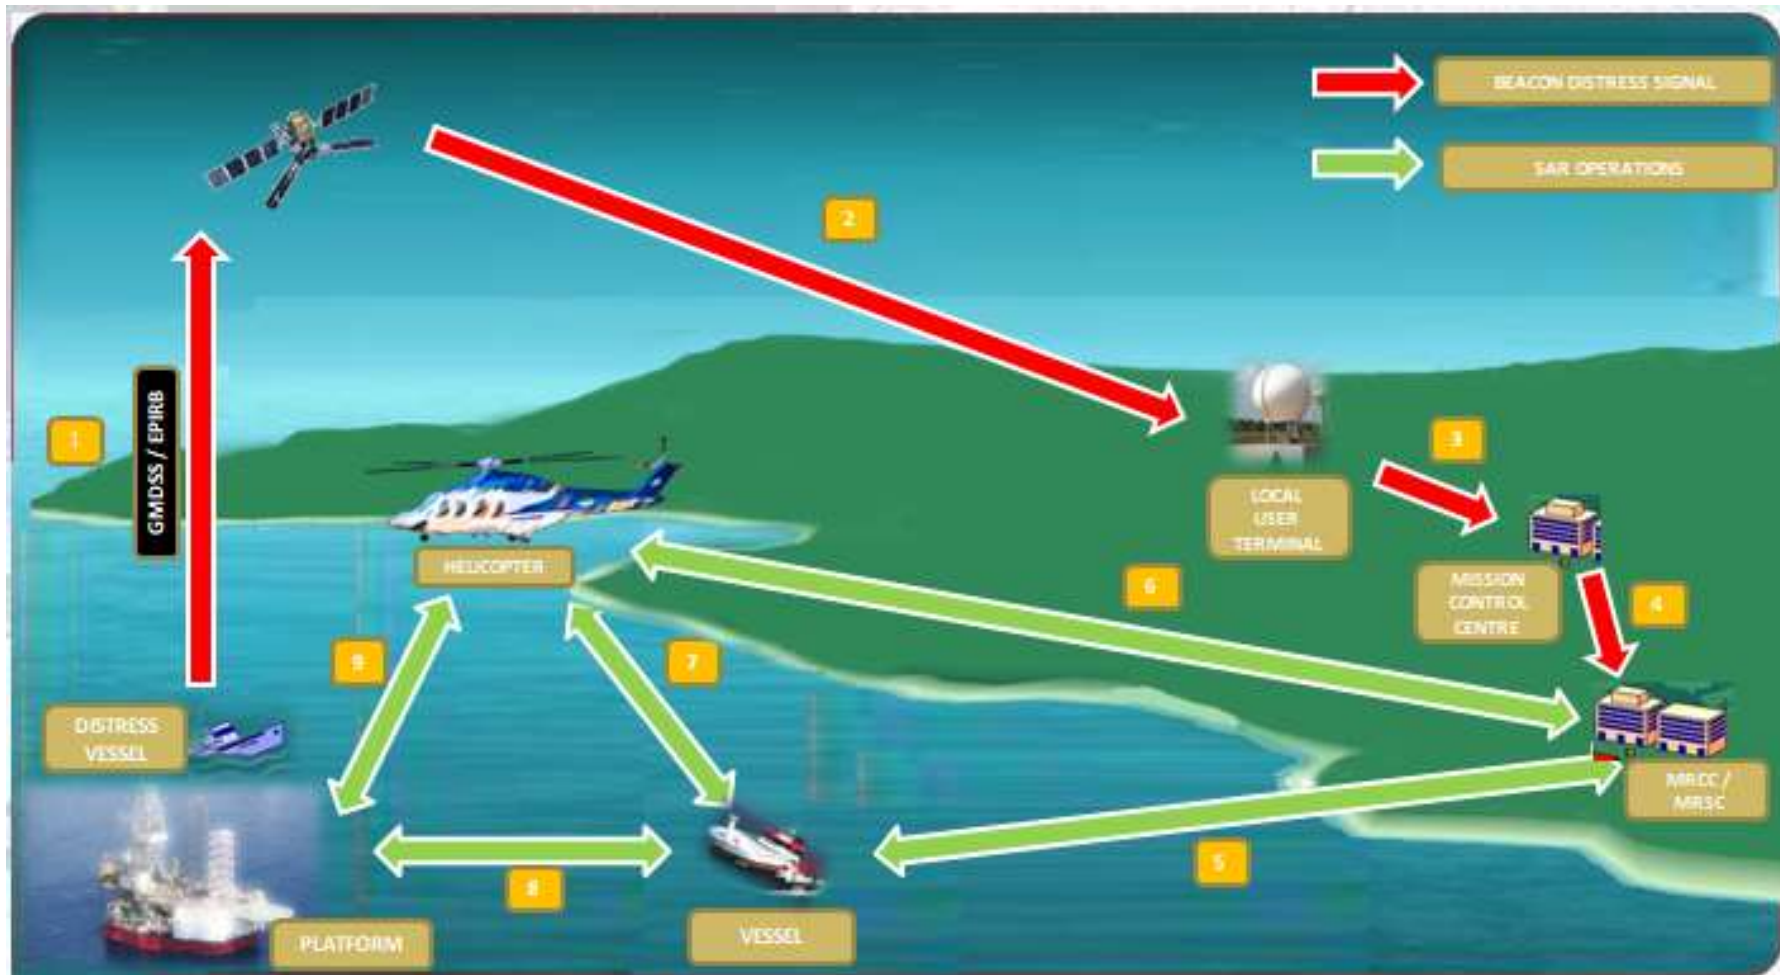 BEACON DISTRESS SIGNAL
SAR OPERATIONS
2
1
GMDSS / EPIRB
3
LOCAL
USER
TERMINAL
HELICOPTER
6
MISSION
CONTROL
CENTRE
4
9
7
DISTRESS
VESSEL
MRCC /
MRSC
5
8
PLATFORM
VESSEL